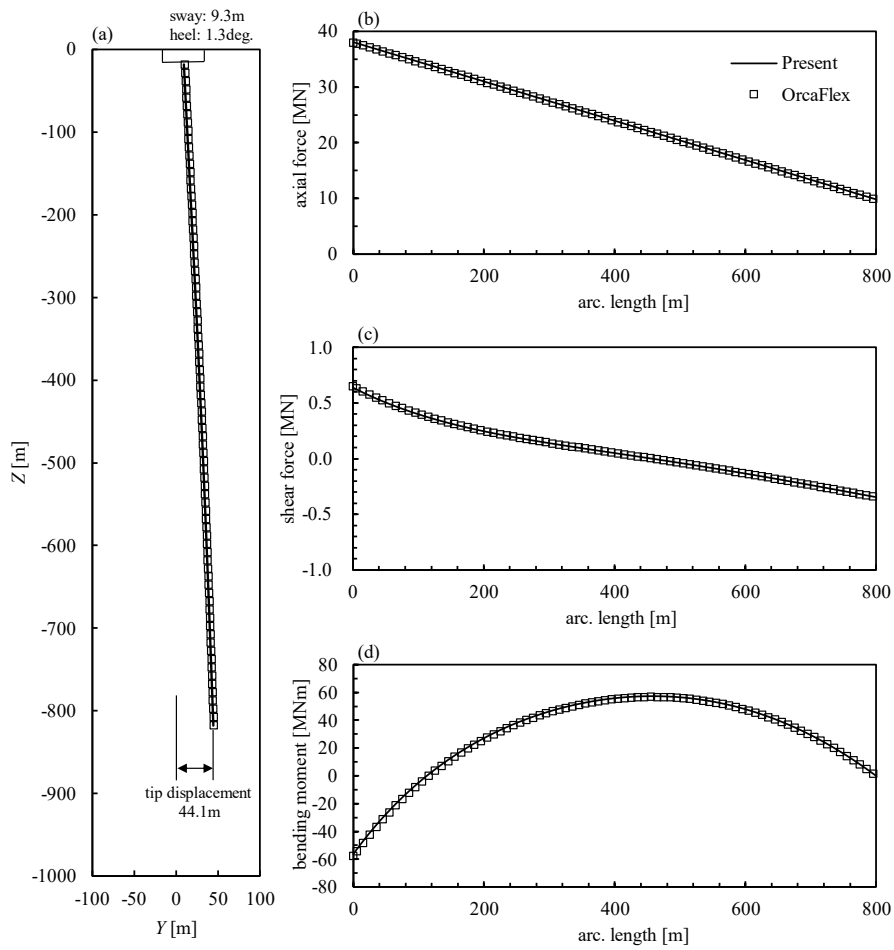 (a)
sway: 9.3m
heel: 1.3deg.
0
-100
-200
-300
-400
-500
-600
-700
-800
-900
-1000
Z [m]
tip displacement
44.1m
-100 -50 0 50 100
Y [m]
(b)
40
30
20
10
0
axial force [MN]
Present
OrcaFlex
0 200 400 600 800
arc. length [m]
(c)
1.0
0.5
0.0
-0.5
-1.0
shear force [MN]
0 200 400 600 800
arc. length [m]
(d)
80
60
40
20
0
-20
-40
-60
-80
bending moment [MNm]
0 200 400 600 800
arc. length [m]